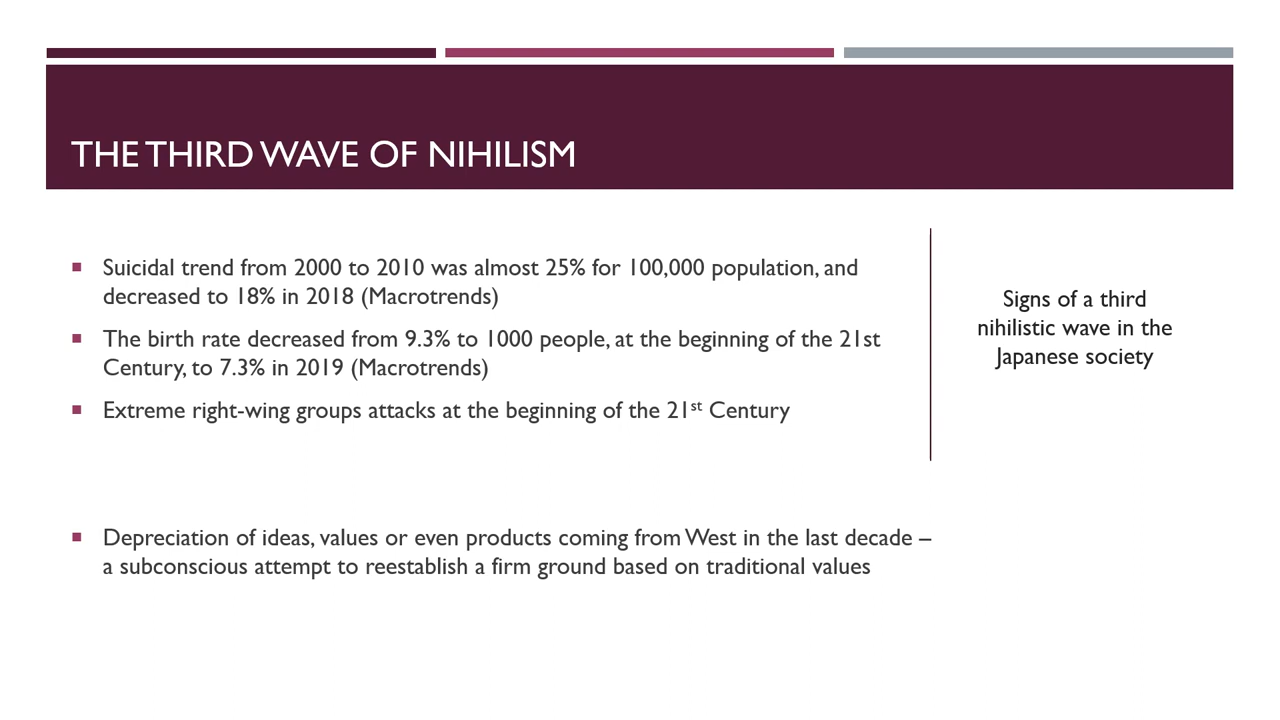 THE THIRD WAVE OF NIHILISM
Suicidal trend from 2000 to 2010 was almost 25% for 100,000 population, and
decreased to 18% in 2018 (Macrotrends)
The birth rate decreased from 9.3% to 1000 people, at the beginning of the 21st
Century, to 7.3% in 2019 (Macrotrends)
Extreme right-wing groups attacks at the beginning of the 21st Century
Signs of a third
nihilistic wave in the
Japanese society
Depreciation of ideas, values or even products coming from West in the last decade –
a subconscious attempt to reestablish a firm ground based on traditional values